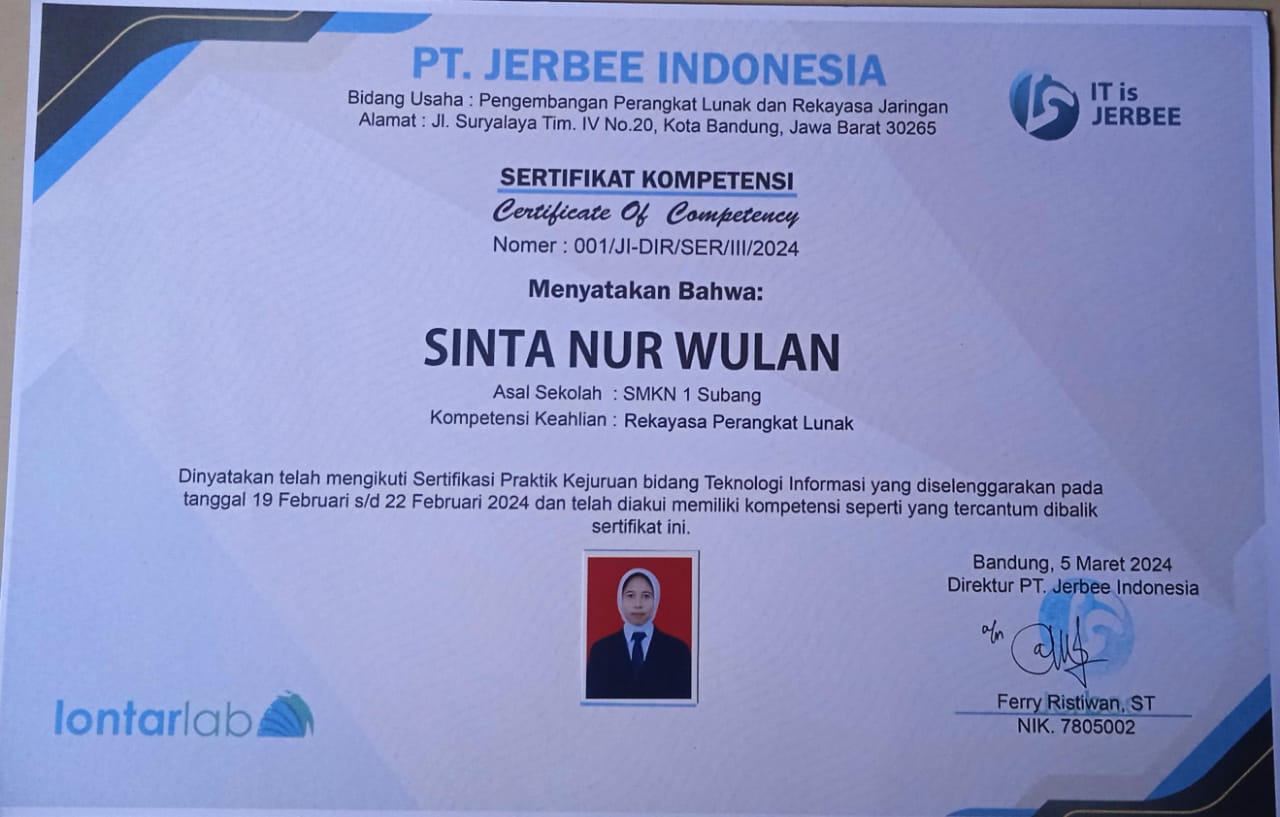 PT. JERBEE INDONESIA
Bidang Usaha : Pengembangan Perangkat Lunak dan Rekayasa Jaringan
Alamat : Jl. Suryalaya Tim. IV No.20, Kota Bandung, Jawa Barat 30265
IT is
JERBEE
SERTIFIKAT KOMPETENSI
Certificate Of Competency
Nomer : 001/JI-DIR/SER/III/2024
Menyatakan Bahwa:
SINTA NUR WULAN
Asal Sekolah : SMKN 1 Subang
Kompetensi Keahlian : Rekayasa Perangkat Lunak
Dinyatakan telah mengikuti Sertifikasi Praktik Kejuruan bidang Teknologi Informasi yang diselenggarakan pada
tanggal 19 Februari s/d 22 Februari 2024 dan telah diakui memiliki kompetensi seperti yang tercantum dibalik
sertifikat ini.
Bandung, 5 Maret 2024
Direktur PT. Jerbee Indonesia
a/n
Ferry Ristiwan, ST
NIK. 7805002
lontarlab